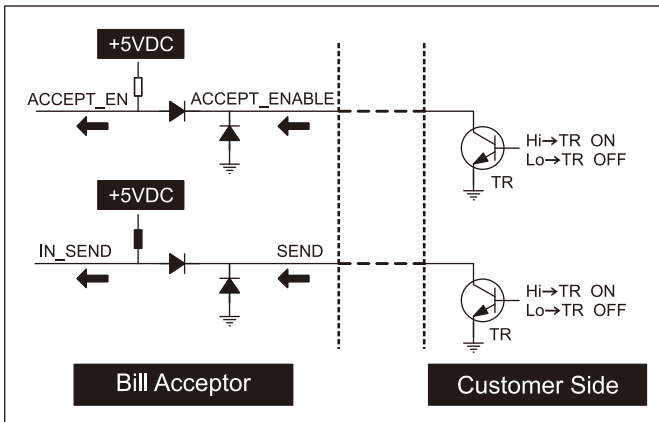 +5VDC
ACCEPT_EN
ACCEPT_ENABLE
Hi→TR ON
Lo→TR OFF
TR
+5VDC
IN_SEND
SEND
Hi→TR ON
Lo→TR OFF
TR
Bill Acceptor
Customer Side